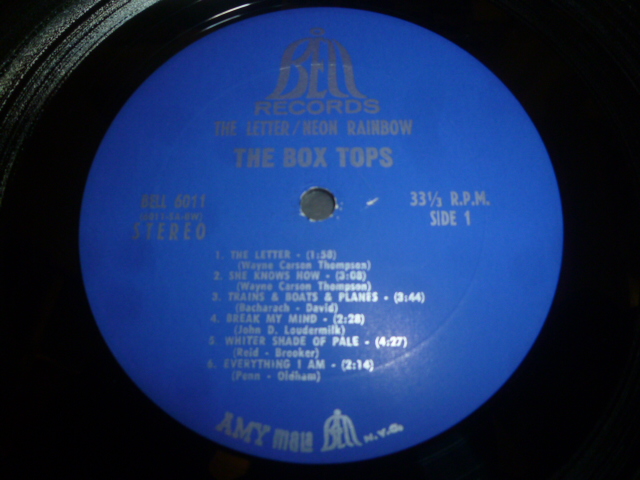 Bell
RECORDS
THE LETTER/NEON RAINBOW
THE BOX TOPS
BELL 6011
STEREO
33⅓ R.P.M.
SIDE 1
1. THE LETTER - (1:58)
(Wayne Carson Thompson)
2. SHE KNOWS HOW - (3:08)
(Wayne Carson Thompson)
3. TRAINS & BOATS & PLANES - (3:44)
(Bacharach - David)
4. BREAK MY MIND - (2:28)
(John D. Loudermilk)
5. WHITER SHADE OF PALE - (4:27)
(Reid - Brooker)
6. EVERYTHING I AM - (2:14)
(Penn - Oldham)
AMY mala Bell N.Y.C.